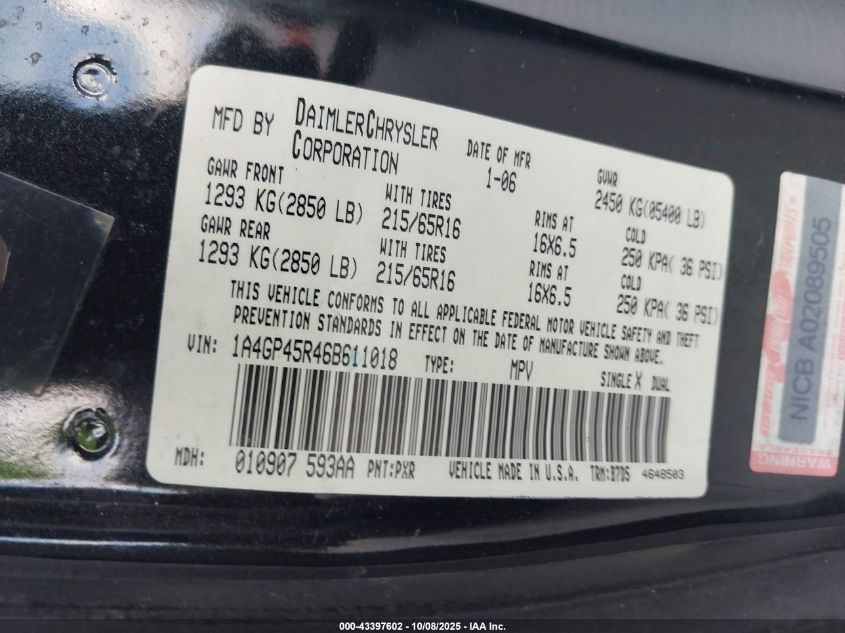 MFD BY DAIMLERCHRYSLER CORPORATION
DATE OF MFR 1-06
GVWR 2450 KG(05400 LB)
GAWR FRONT 1293 KG(2850 LB)
WITH TIRES 215/65R16
RIMS AT 16X6.5
COLD 250 KPA( 36 PSI)
GAWR REAR 1293 KG(2850 LB)
WITH TIRES 215/65R16
RIMS AT 16X6.5
COLD 250 KPA( 36 PSI)
THIS VEHICLE CONFORMS TO ALL APPLICABLE FEDERAL MOTOR VEHICLE SAFETY AND THEFT
PREVENTION STANDARDS IN EFFECT ON THE DATE OF MANUFACTURE SHOWN ABOVE.
VIN: 1A4GP45R46B611018 TYPE: MPV SINGLE X DUAL
MDH: 010907 593AA PNT:PXR VEHICLE MADE IN U.S.A. TRM:B7D5 4648503
NICB A02089505
WARNING
000-43397602 - 10/08/2025 - IAA Inc.